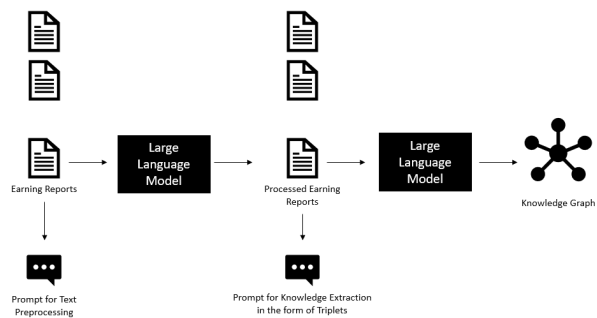 Large
Language
Model
Large
Language
Model
Earning Reports
Processed Earning
Reports
Knowledge Graph
Prompt for Text
Preprocessing
Prompt for Knowledge Extraction
in the form of Triplets